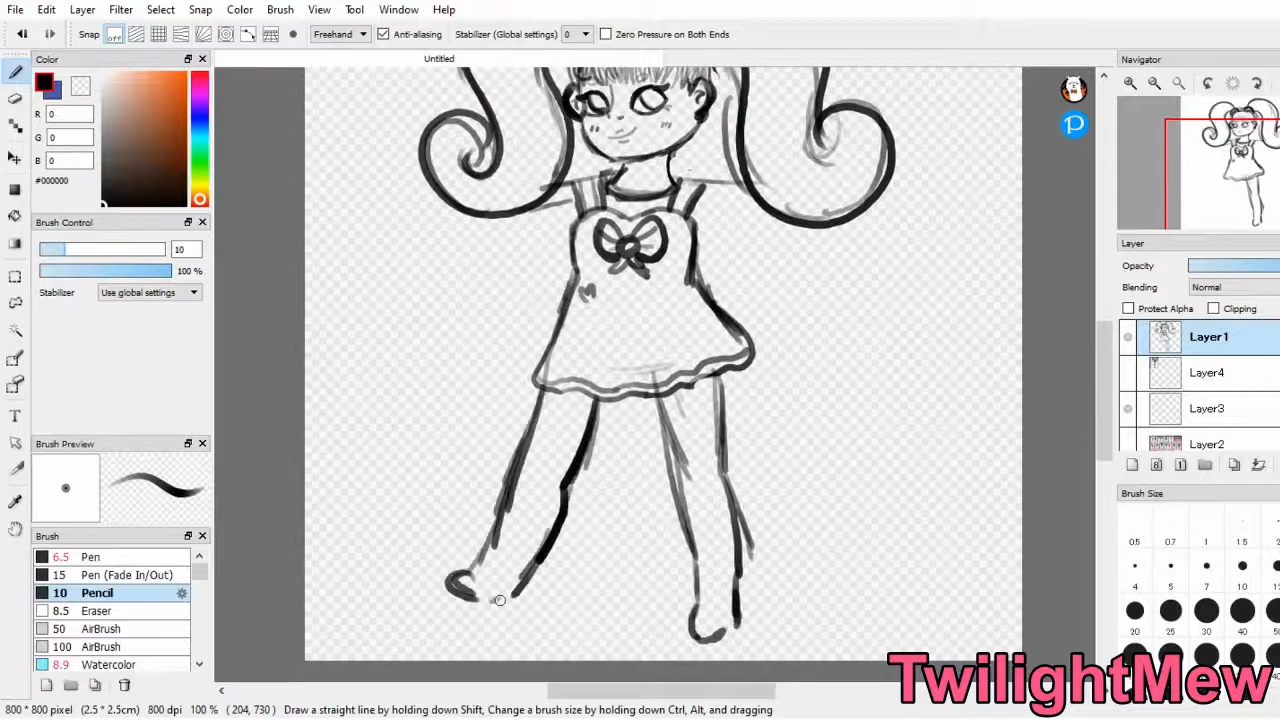 File Edit Layer Filter Select Snap Color Brush View Tool Window Help
Snap off Freehand Anti-aliasing Stabilizer (Global settings) 0 Zero Pressure on Both Ends
Color
Untitled
Navigator
R 0
G 0
B 0
#000000
Brush Control
10
100 %
Stabilizer Use global settings
Layer
Opacity
Blending Normal
Protect Alpha Clipping
Layer1
Layer4
Layer3
Layer2
Brush Preview
Brush Size
0.5 0.7 1 1.5 2
4 5 7 10 12
20 25 30 40 50
Brush
6.5 Pen
15 Pen (Fade In/Out)
10 Pencil
8.5 Eraser
50 AirBrush
100 AirBrush
8.9 Watercolor
TwilightMew
800 * 800 pixel (2.5 * 2.5cm) 800 dpi 100 % ( 204, 730 ) Draw a straight line by holding down Shift, Change a brush size by holding down Ctrl, Alt, and dragging